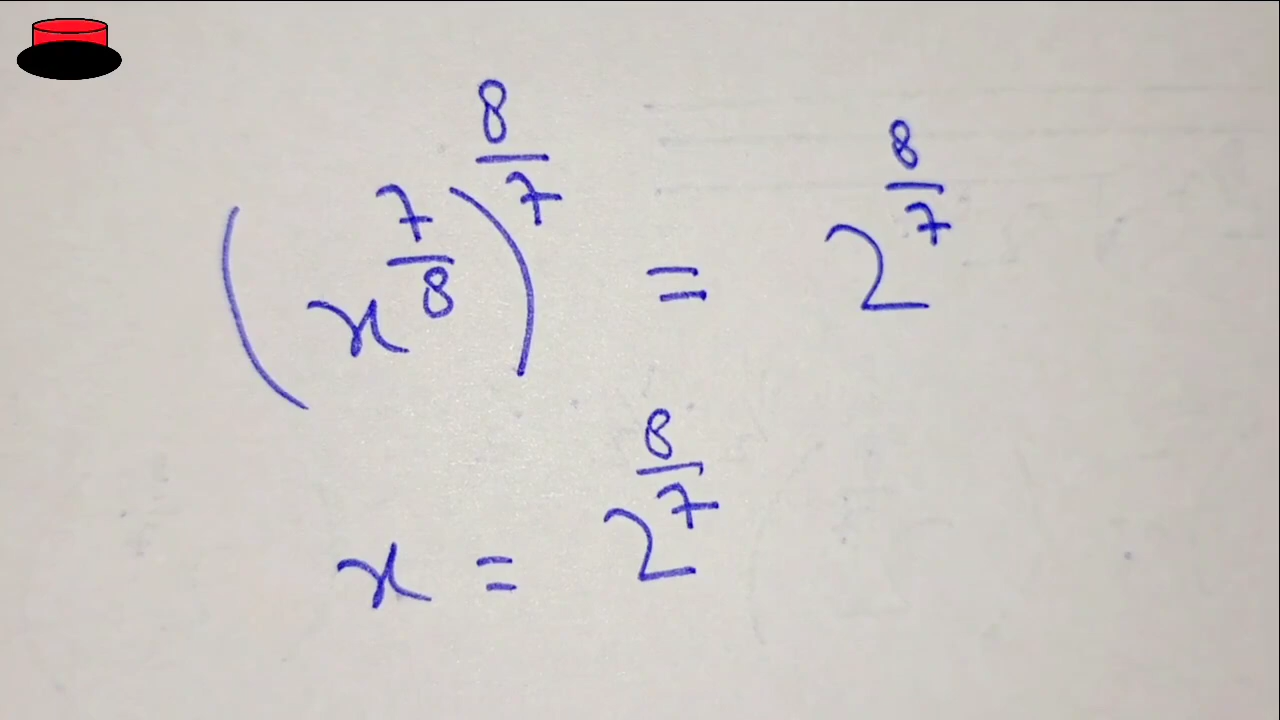 (x^{7/8})^{8/7} = 2^{8/7}
x = 2^{8/7}